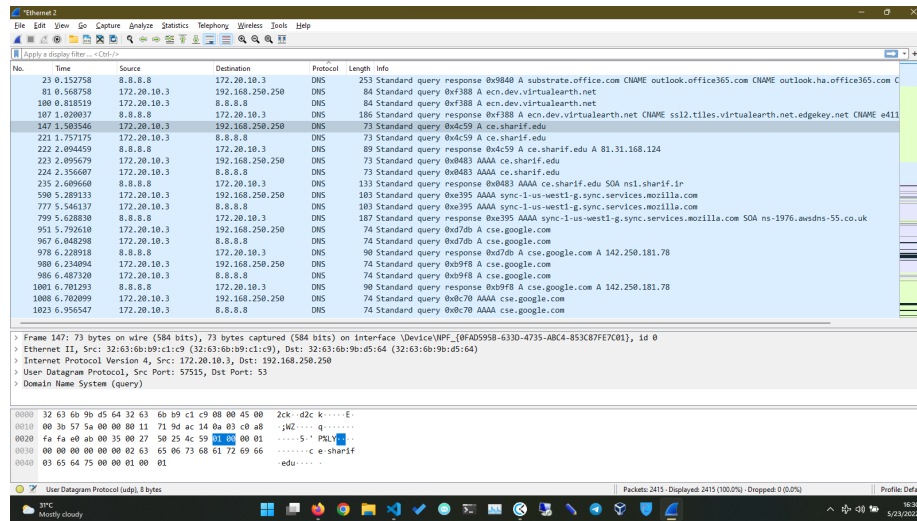 *Ethernet 2
File Edit View Go Capture Analyze Statistics Telephony Wireless Tools Help
Apply a display filter ... <Ctrl-/>
No. Time Source Destination Protocol Length Info
23 0.152758 8.8.8.8 172.20.10.3 DNS 253 Standard query response 0x9840 A substrate.office.com CNAME outlook.office365.com CNAME outlook.ha.office365.com C
81 0.568758 172.20.10.3 192.168.250.250 DNS 84 Standard query 0xf388 A ecn.dev.virtualearth.net
100 0.818519 172.20.10.3 8.8.8.8 DNS 84 Standard query 0xf388 A ecn.dev.virtualearth.net
107 1.020037 8.8.8.8 172.20.10.3 DNS 186 Standard query response 0xf388 A ecn.dev.virtualearth.net CNAME ssl2.tiles.virtualearth.net.edgekey.net CNAME e411
147 1.503546 172.20.10.3 192.168.250.250 DNS 73 Standard query 0x4c59 A ce.sharif.edu
221 1.757175 172.20.10.3 8.8.8.8 DNS 73 Standard query 0x4c59 A ce.sharif.edu
222 2.094459 8.8.8.8 172.20.10.3 DNS 89 Standard query response 0x4c59 A ce.sharif.edu A 81.31.168.124
223 2.095679 172.20.10.3 192.168.250.250 DNS 73 Standard query 0x0483 AAAA ce.sharif.edu
224 2.356607 172.20.10.3 8.8.8.8 DNS 73 Standard query 0x0483 AAAA ce.sharif.edu
235 2.609660 8.8.8.8 172.20.10.3 DNS 133 Standard query response 0x0483 AAAA ce.sharif.edu SOA ns1.sharif.ir
590 5.289133 172.20.10.3 192.168.250.250 DNS 103 Standard query 0xe395 AAAA sync-1-us-west1-g.sync.services.mozilla.com
777 5.546137 172.20.10.3 8.8.8.8 DNS 103 Standard query 0xe395 AAAA sync-1-us-west1-g.sync.services.mozilla.com
799 5.628830 8.8.8.8 172.20.10.3 DNS 187 Standard query response 0xe395 AAAA sync-1-us-west1-g.sync.services.mozilla.com SOA ns-1976.awsdns-55.co.uk
951 5.792610 172.20.10.3 192.168.250.250 DNS 74 Standard query 0xd7db A cse.google.com
967 6.048298 172.20.10.3 8.8.8.8 DNS 74 Standard query 0xd7db A cse.google.com
978 6.228918 8.8.8.8 172.20.10.3 DNS 90 Standard query response 0xd7db A cse.google.com A 142.250.181.78
980 6.234094 172.20.10.3 192.168.250.250 DNS 74 Standard query 0xb9f8 A cse.google.com
986 6.487320 172.20.10.3 8.8.8.8 DNS 74 Standard query 0xb9f8 A cse.google.com
1001 6.701293 8.8.8.8 172.20.10.3 DNS 90 Standard query response 0xb9f8 A cse.google.com A 142.250.181.78
1008 6.702099 172.20.10.3 192.168.250.250 DNS 74 Standard query 0x0c70 AAAA cse.google.com
1023 6.956547 172.20.10.3 8.8.8.8 DNS 74 Standard query 0x0c70 AAAA cse.google.com
> Frame 147: 73 bytes on wire (584 bits), 73 bytes captured (584 bits) on interface \Device\NPF_{0FAD595B-633D-4735-ABC4-853C87FE7C01}, id 0
> Ethernet II, Src: 32:63:6b:b9:c1:c9 (32:63:6b:b9:c1:c9), Dst: 32:63:6b:9b:d5:64 (32:63:6b:9b:d5:64)
> Internet Protocol Version 4, Src: 172.20.10.3, Dst: 192.168.250.250
> User Datagram Protocol, Src Port: 57515, Dst Port: 53
> Domain Name System (query)
0000 32 63 6b 9b d5 64 32 63 6b b9 c1 c9 08 00 45 00 2ck··d2c k·····E·
0010 00 3b 57 5a 00 00 80 11 71 9d ac 14 0a 03 c0 a8 ·;WZ···· q·······
0020 fa fa e0 ab 00 35 00 27 50 25 4c 59 01 00 00 01 ·····5·' P%LY····
0030 00 00 00 00 00 00 02 63 65 06 73 68 61 72 69 66 ·······c e·sharif
0040 03 65 64 75 00 00 01 00 01 ·edu···· ·
User Datagram Protocol (udp), 8 bytes
Packets: 2415 · Displayed: 2415 (100.0%) · Dropped: 0 (0.0%)
Profile: Defa
31°C
Mostly cloudy
16:30
5/23/202